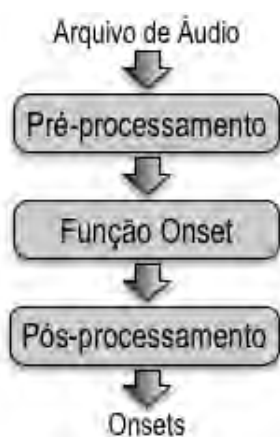 Arquivo de Áudio
Pré-processamento
Função Onset
Pós-processamento
Onsets